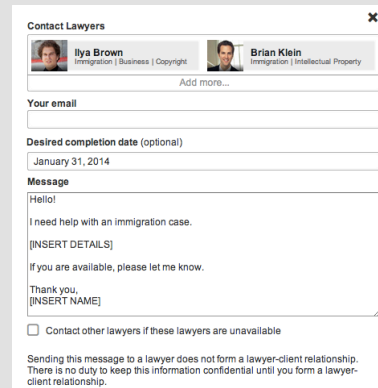 Contact Lawyers
Ilya Brown
Immigration | Business | Copyright
Brian Klein
Immigration | Intellectual Property
Add more...
Your email
Desired completion date (optional)
January 31, 2014
Message
Hello!
I need help with an immigration case.
[INSERT DETAILS]
If you are available, please let me know.
Thank you,
[INSERT NAME]
Contact other lawyers if these lawyers are unavailable
Sending this message to a lawyer does not form a lawyer-client relationship.
There is no duty to keep this information confidential until you form a lawyer-
client relationship.